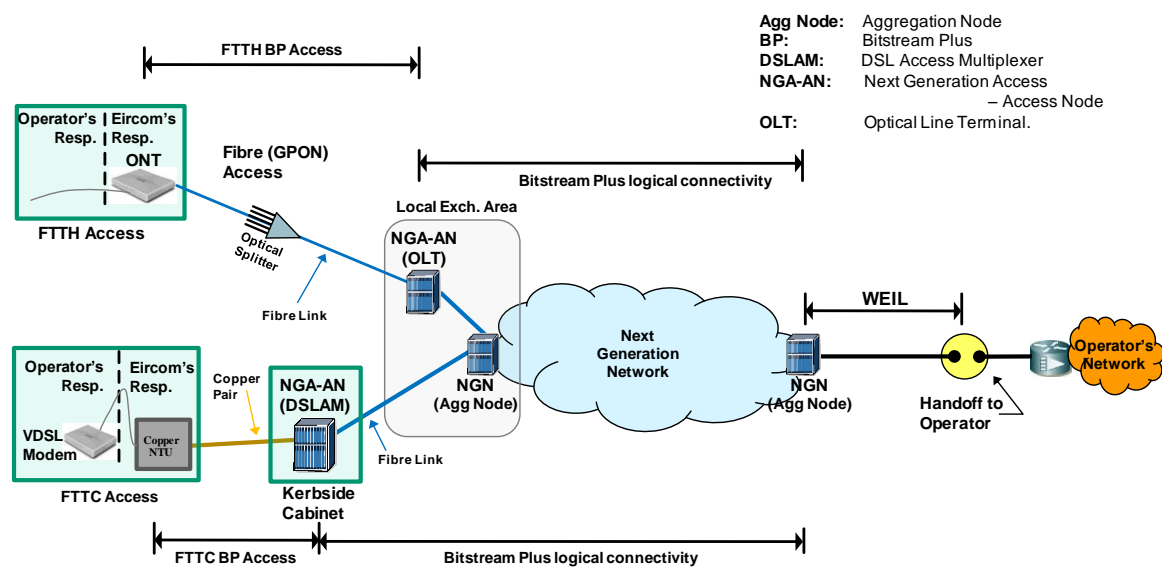 Agg Node: Aggregation Node
BP: Bitstream Plus
DSLAM: DSL Access Multiplexer
NGA-AN: Next Generation Access
– Access Node
OLT: Optical Line Terminal.
FTTH BP Access
Operator's
Resp.
Eircom's
Resp.
ONT
FTTH Access
Fibre (GPON)
Access
Optical
Splitter
Fibre Link
Bitstream Plus logical connectivity
Local Exch. Area
NGA-AN
(OLT)
NGN
(Agg Node)
Next
Generation
Network
WEIL
NGN
(Agg Node)
Handoff to
Operator
Operator's
Network
Operator's
Resp.
Eircom's
Resp.
VDSL
Modem
Copper
NTU
FTTC Access
Copper
Pair
NGA-AN
(DSLAM)
Kerbside
Cabinet
Fibre Link
FTTC BP Access
Bitstream Plus logical connectivity